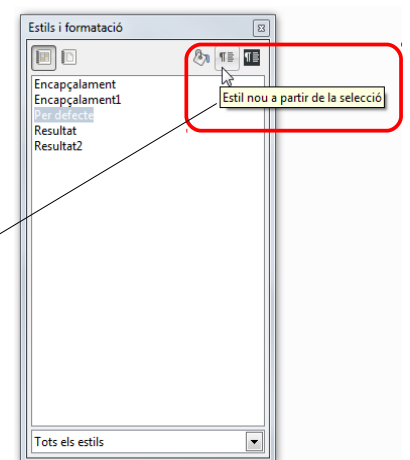 Estils i formatació
Estil nou a partir de la selecció
Encapçalament
Encapçalament1
Per defecte
Resultat
Resultat2
Tots els estils